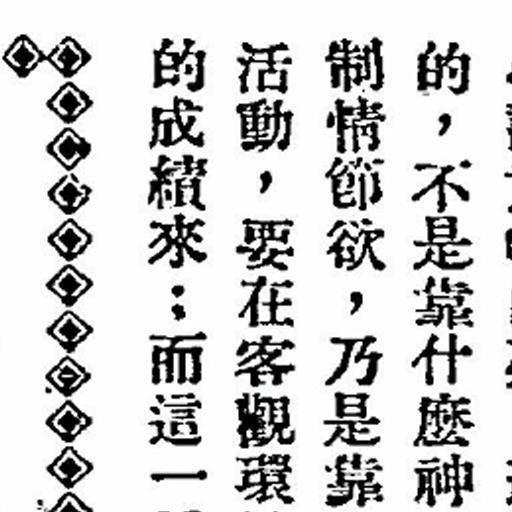 的，不是靠什麼神
制情節欲，乃是靠
活動，要在客觀環
的成績來；而這一